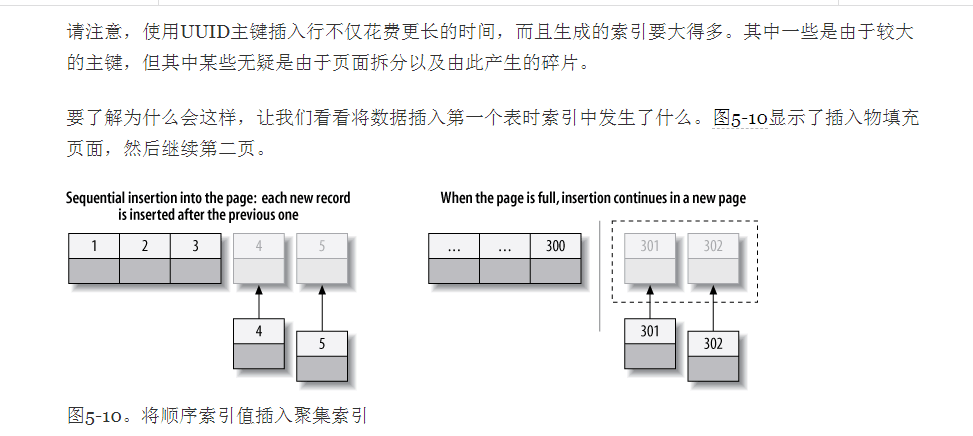 请注意，使用UUID主键插入行不仅花费更长的时间，而且生成的索引要大得多。其中一些是由于较大
的主键，但其中某些无疑是由于页面拆分以及由此产生的碎片。
要了解为什么会这样，让我们看看将数据插入第一个表时索引中发生了什么。图5-10显示了插入物填充
页面，然后继续第二页。
Sequential insertion into the page: each new record
is inserted after the previous one
1 2 3 4 5
4
5
When the page is full, insertion continues in a new page
... ... 300 301 302
301
302
图5-10。将顺序索引值插入聚集索引